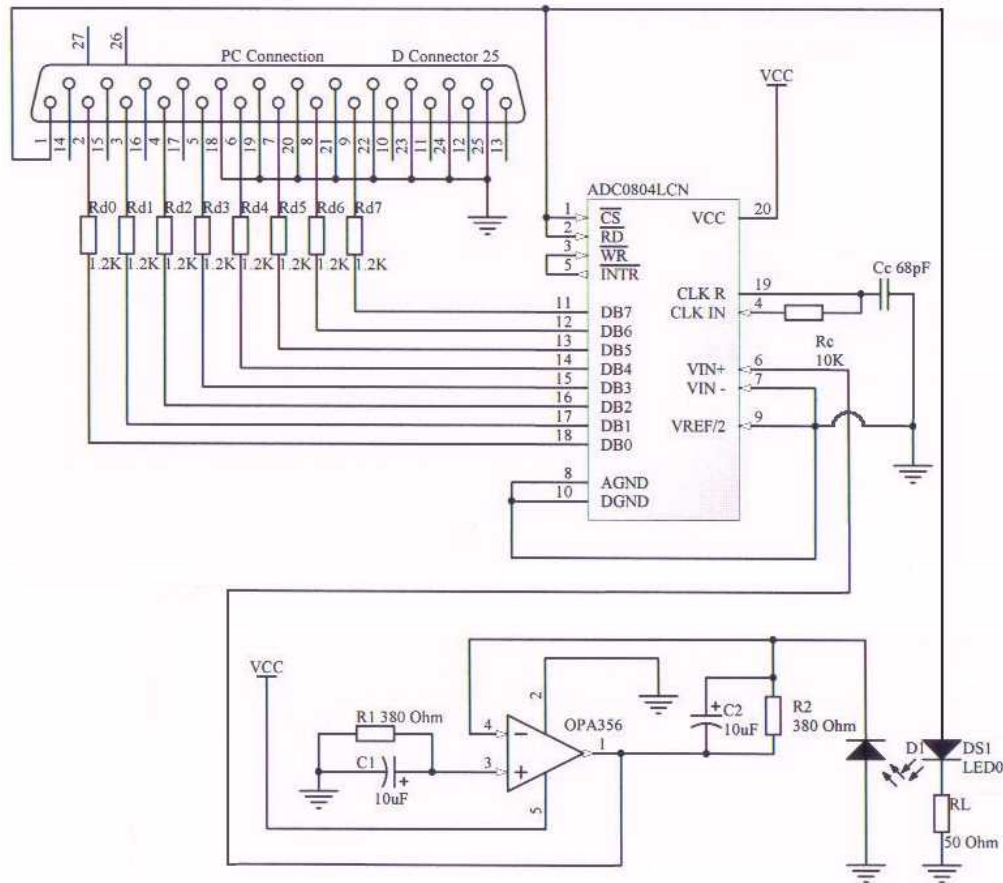 27
26
PC Connection
D Connector 25
VCC
1
14
2
15
3
16
4
17
5
18
6
19
7
20
8
21
9
22
10
23
11
24
12
25
13
ADC0804LCN
Rd0
Rd1
Rd2
Rd3
Rd4
Rd5
Rd6
Rd7
1.2K
1.2K
1.2K
1.2K
1.2K
1.2K
1.2K
1.2K
1
CS
VCC
20
2
RD
3
WR
5
INTR
Cc 68pF
CLK R
19
CLK IN
4
11
DB7
12
DB6
Rc
10K
13
DB5
14
DB4
VIN+
6
15
DB3
VIN -
7
16
DB2
17
DB1
VREF/2
9
18
DB0
8
AGND
10
DGND
VCC
2
R1 380 Ohm
OPA356
4
1
C1
3
10uF
5
C2
10uF
R2
380 Ohm
D1
DS1
LED0
RL
50 Ohm